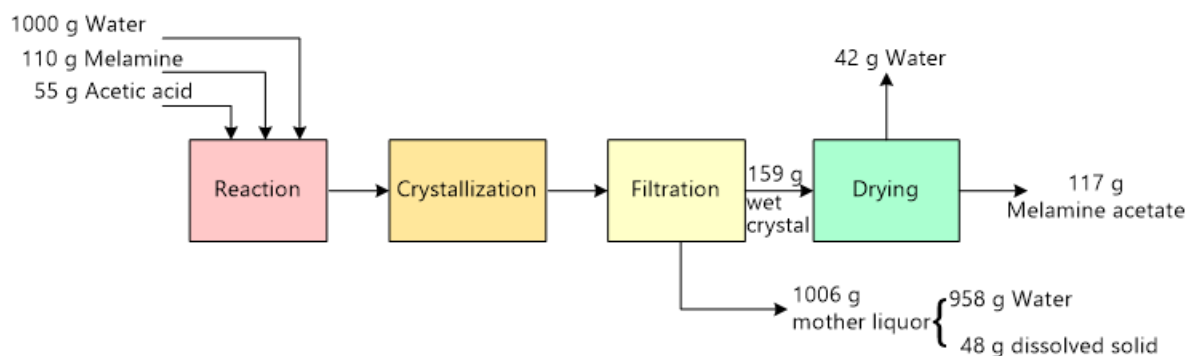 1000 g Water
110 g Melamine
55 g Acetic acid
42 g Water
Reaction
Crystallization
Filtration
159 g
wet
crystal
Drying
117 g
Melamine acetate
1006 g
mother liquor
{
958 g Water
48 g dissolved solid